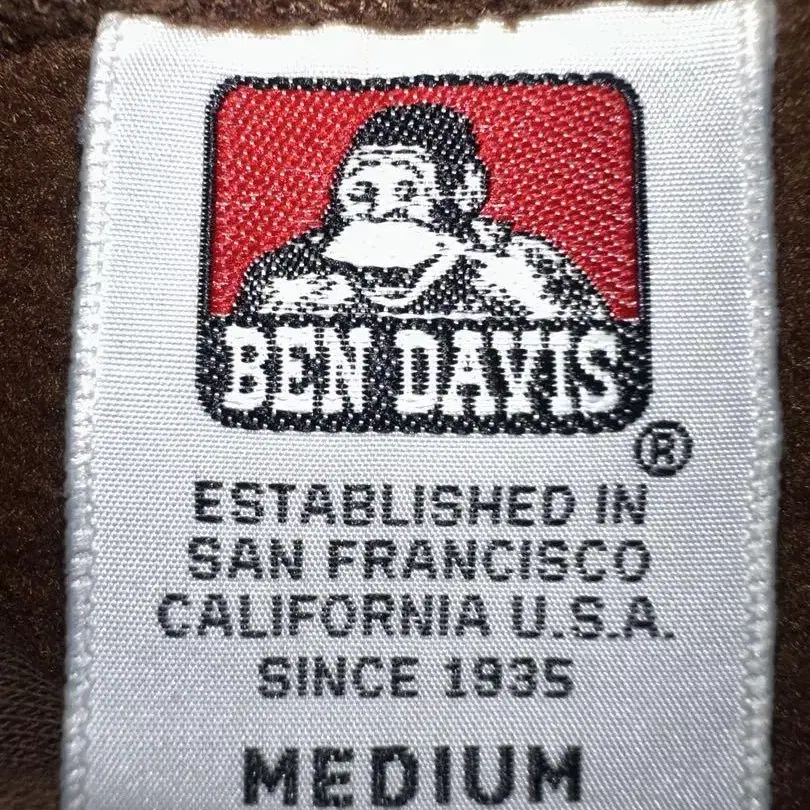 BEN DAVIS
®
ESTABLISHED IN
SAN FRANCISCO
CALIFORNIA U.S.A.
SINCE 1935
MEDIUM